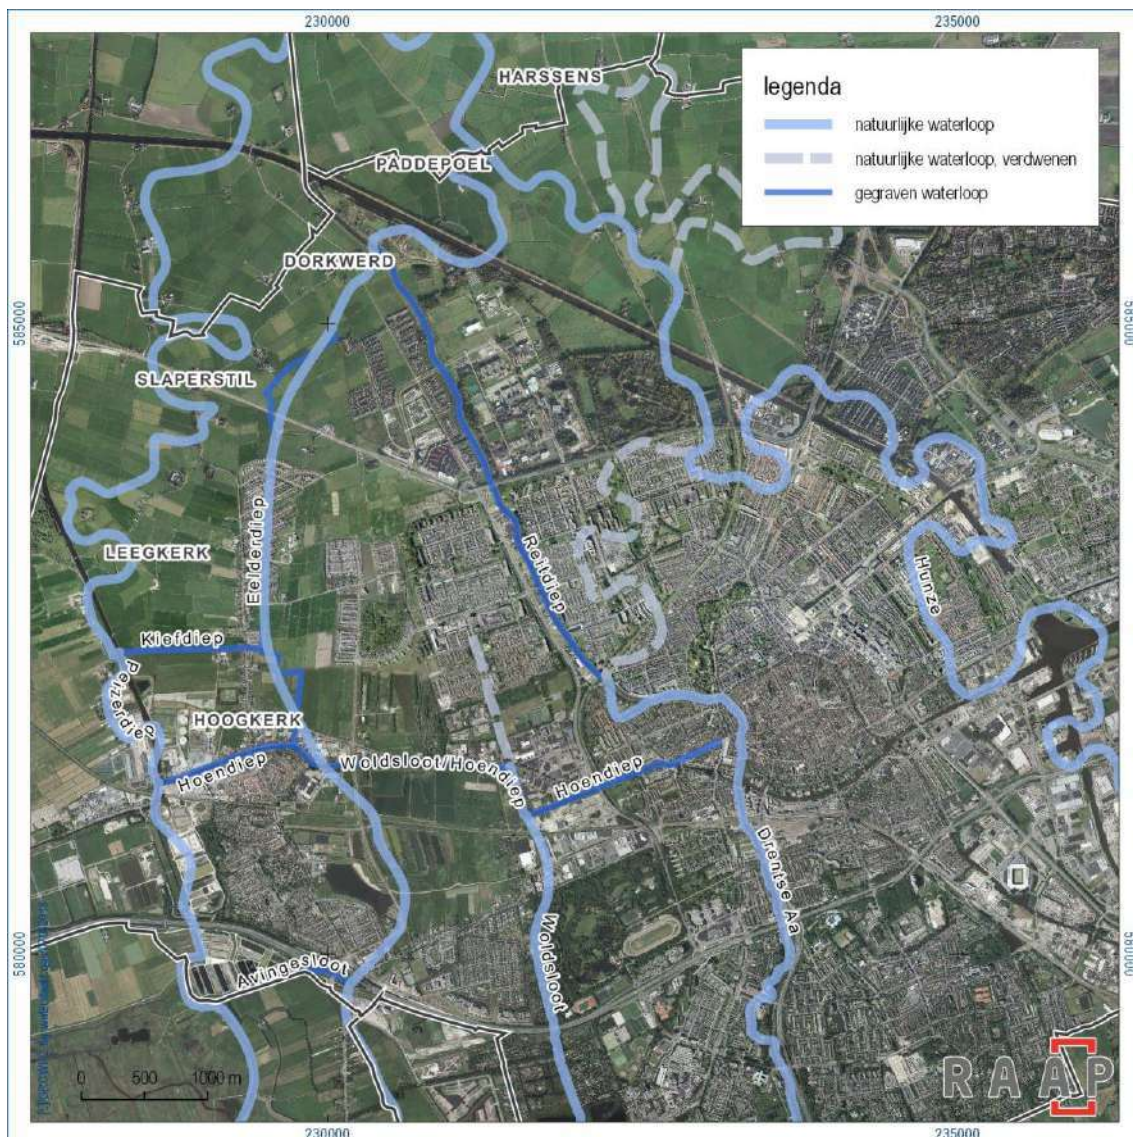 230000
235000
HARSSENS
legenda
natuurlijke waterloop
natuurlijke waterloop, verdwenen
gegraven waterloop
PADDEPOEL
DORKWERD
585000
585000
SLAPERSTIL
LEEGKERK
Eelderdiep
Reitdiep
Hunze
Kiefdiep
Peizerdiep
HOOGKERK
Hoendiep
Woldsloot/Hoendiep
Hoendiep
Drentse Aa
Woldsloot
Avingesloot
580000
580000
0 500 1000 m
RAAP
230000
235000